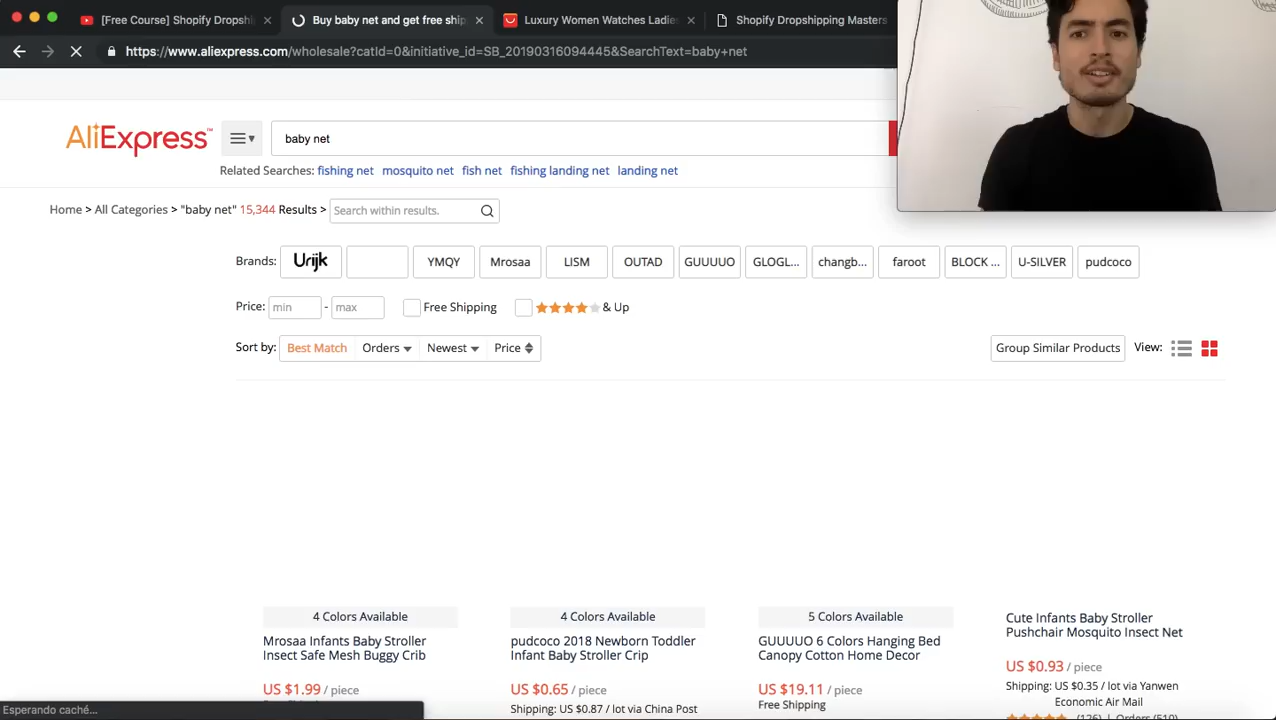 [Free Course] Shopify Dropshi
Buy baby net and get free ship
Luxury Women Watches Ladies
Shopify Dropshipping Masters
https://www.aliexpress.com/wholesale?catId=0&initiative_id=SB_20190316094445&SearchText=baby+net
AliExpress™
baby net
Related Searches: fishing net mosquito net fish net fishing landing net landing net
Home > All Categories > "baby net" 15,344 Results > Search within results.
Brands: Urijk YMQY Mrosaa LISM OUTAD GUUUUO GLOGL... changb... faroot BLOCK ... U-SILVER pudcoco
Price: min - max Free Shipping & Up
Sort by: Best Match Orders Newest Price Group Similar Products View:
4 Colors Available
Mrosaa Infants Baby Stroller
Insect Safe Mesh Buggy Crib
US $1.99 / piece
4 Colors Available
pudcoco 2018 Newborn Toddler
Infant Baby Stroller Crip
US $0.65 / piece
Shipping: US $0.87 / lot via China Post
5 Colors Available
GUUUUO 6 Colors Hanging Bed
Canopy Cotton Home Decor
US $19.11 / piece
Free Shipping
Cute Infants Baby Stroller
Pushchair Mosquito Insect Net
US $0.93 / piece
Shipping: US $0.35 / lot via Yanwen
Economic Air Mail
(126) | Orders (510)
Esperando caché...